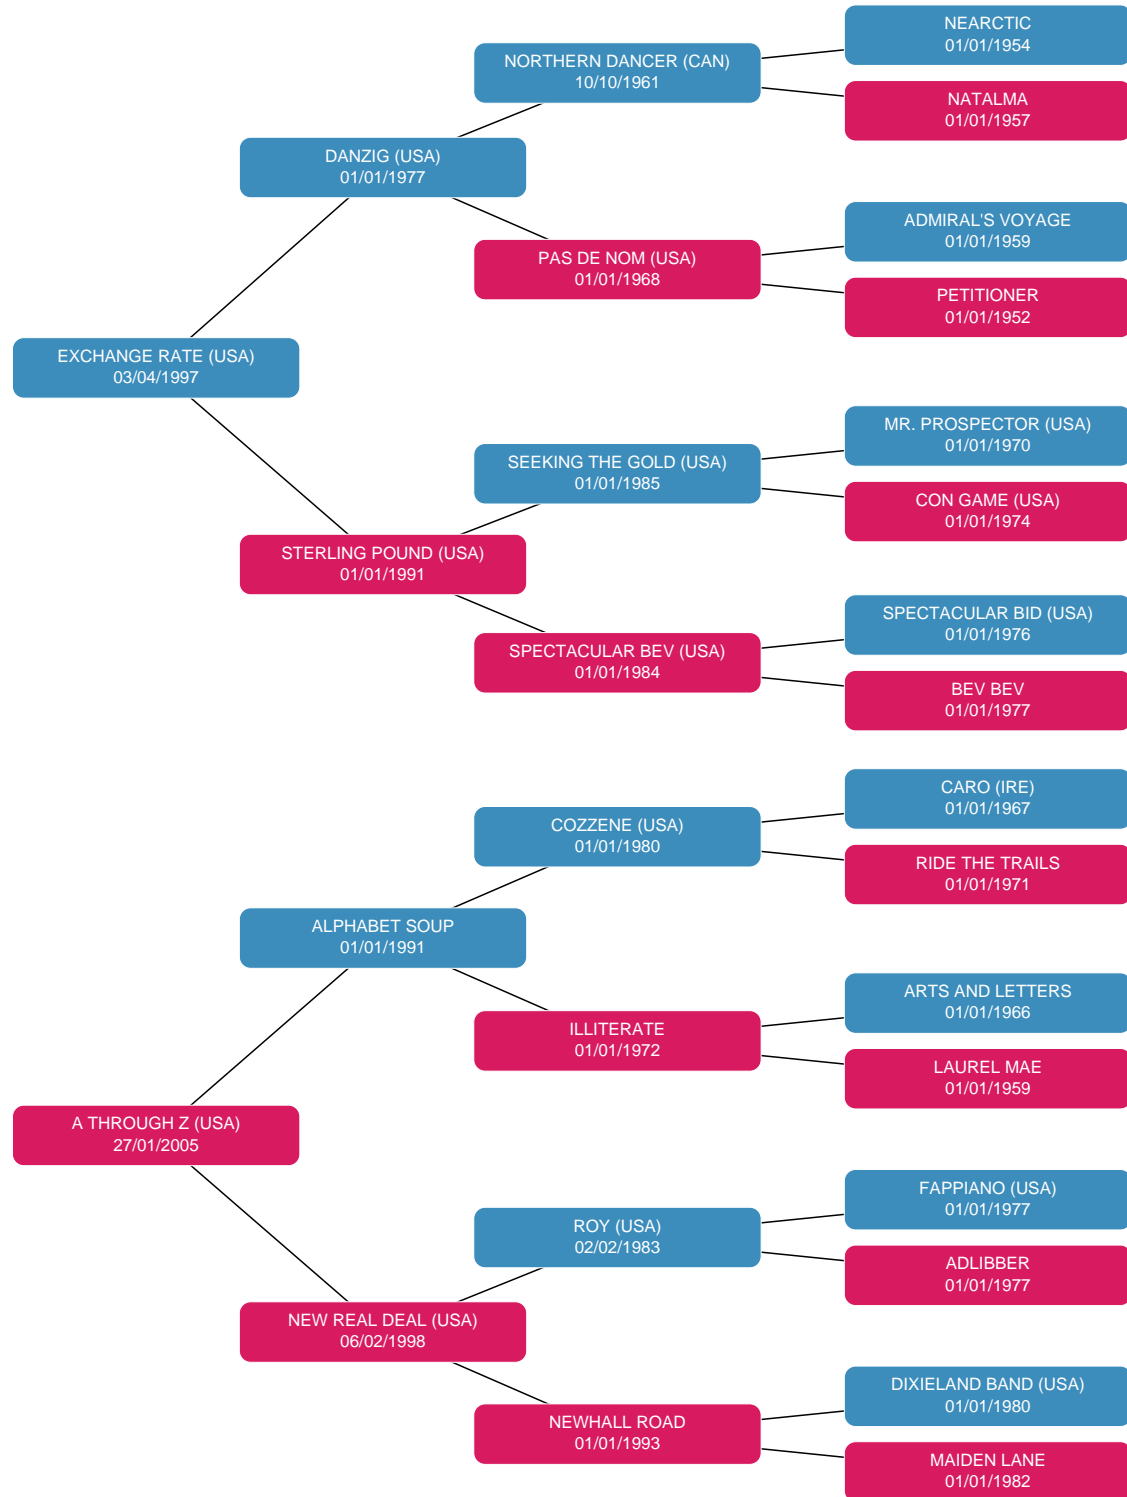 NEARCTIC
01/01/1954
NORTHERN DANCER (CAN)
10/10/1961
NATALMA
01/01/1957
DANZIG (USA)
01/01/1977
ADMIRAL'S VOYAGE
01/01/1959
PAS DE NOM (USA)
01/01/1968
PETITIONER
01/01/1952
EXCHANGE RATE (USA)
03/04/1997
MR. PROSPECTOR (USA)
01/01/1970
SEEKING THE GOLD (USA)
01/01/1985
CON GAME (USA)
01/01/1974
STERLING POUND (USA)
01/01/1991
SPECTACULAR BID (USA)
01/01/1976
SPECTACULAR BEV (USA)
01/01/1984
BEV BEV
01/01/1977
CARO (IRE)
01/01/1967
COZZENE (USA)
01/01/1980
RIDE THE TRAILS
01/01/1971
ALPHABET SOUP
01/01/1991
ARTS AND LETTERS
01/01/1966
ILLITERATE
01/01/1972
LAUREL MAE
01/01/1959
A THROUGH Z (USA)
27/01/2005
FAPPIANO (USA)
01/01/1977
ROY (USA)
02/02/1983
ADLIBBER
01/01/1977
NEW REAL DEAL (USA)
06/02/1998
DIXIELAND BAND (USA)
01/01/1980
NEWHALL ROAD
01/01/1993
MAIDEN LANE
01/01/1982